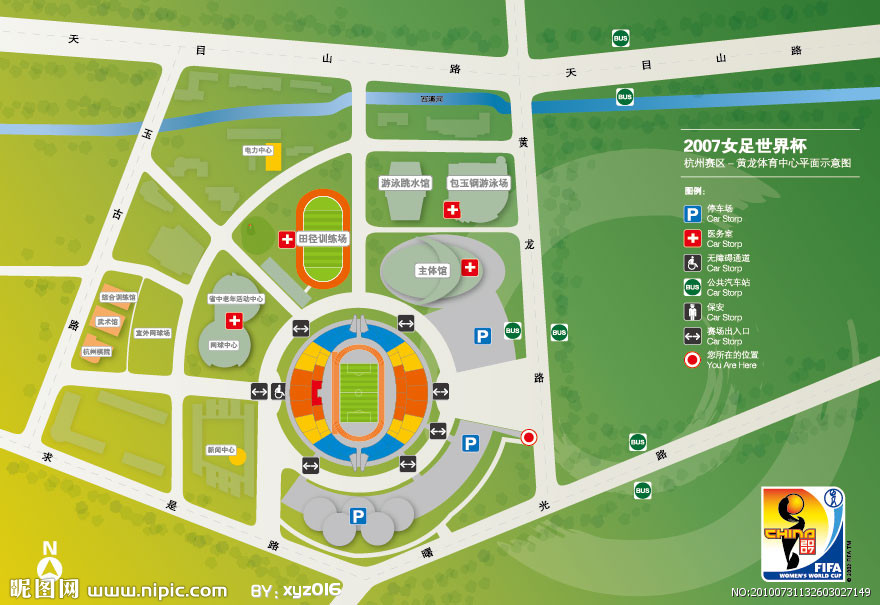 天目山路
天目山路
BUS
BUS
西溪河
玉古路
黄龙路
2007女足世界杯
杭州赛区 – 黄龙体育中心平面示意图
图例:
P 停车场
Car Storp
医务室
Car Storp
无障碍通道
Car Storp
BUS 公共汽车站
Car Storp
保安
Car Storp
赛场出入口
Car Storp
您所在的位置
You Are Here
电力中心
游泳跳水馆
包玉钢游泳场
田径训练场
主体馆
省中老年活动中心
网球中心
综合训练馆
武术馆
杭州棋院
室外网球场
P
BUS
BUS
新闻中心
P
P
BUS
BUS
求是路
曙光路
CHINA
2007
FIFA
WOMEN'S WORLD CUP
N
昵图网 www.nipic.com
BY: xyz016
NO:20100731132603027149